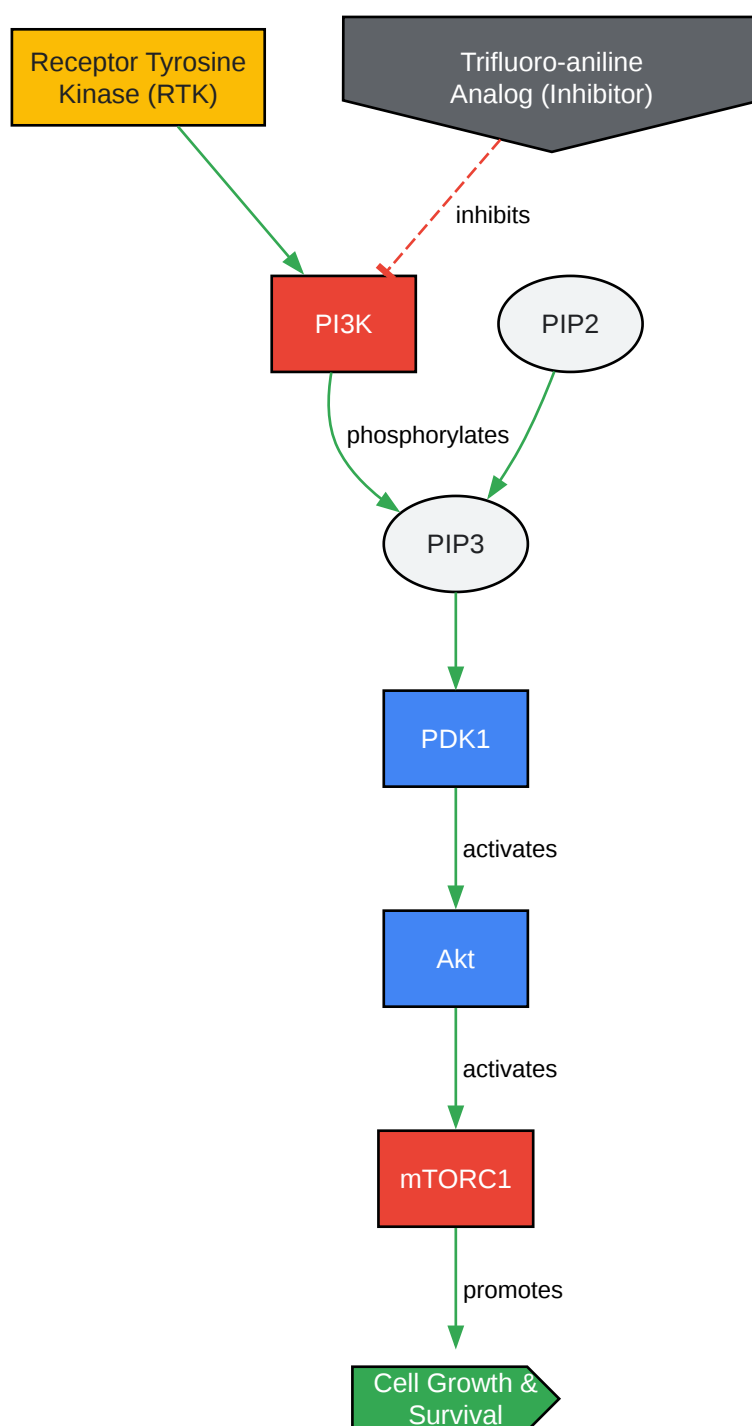 Receptor Tyrosine
Kinase (RTK)
Trifluoro-aniline
Analog (Inhibitor)
inhibits
PI3K
PIP2
phosphorylates
PIP3
PDK1
activates
Akt
activates
mTORC1
promotes
Cell Growth &
Survival